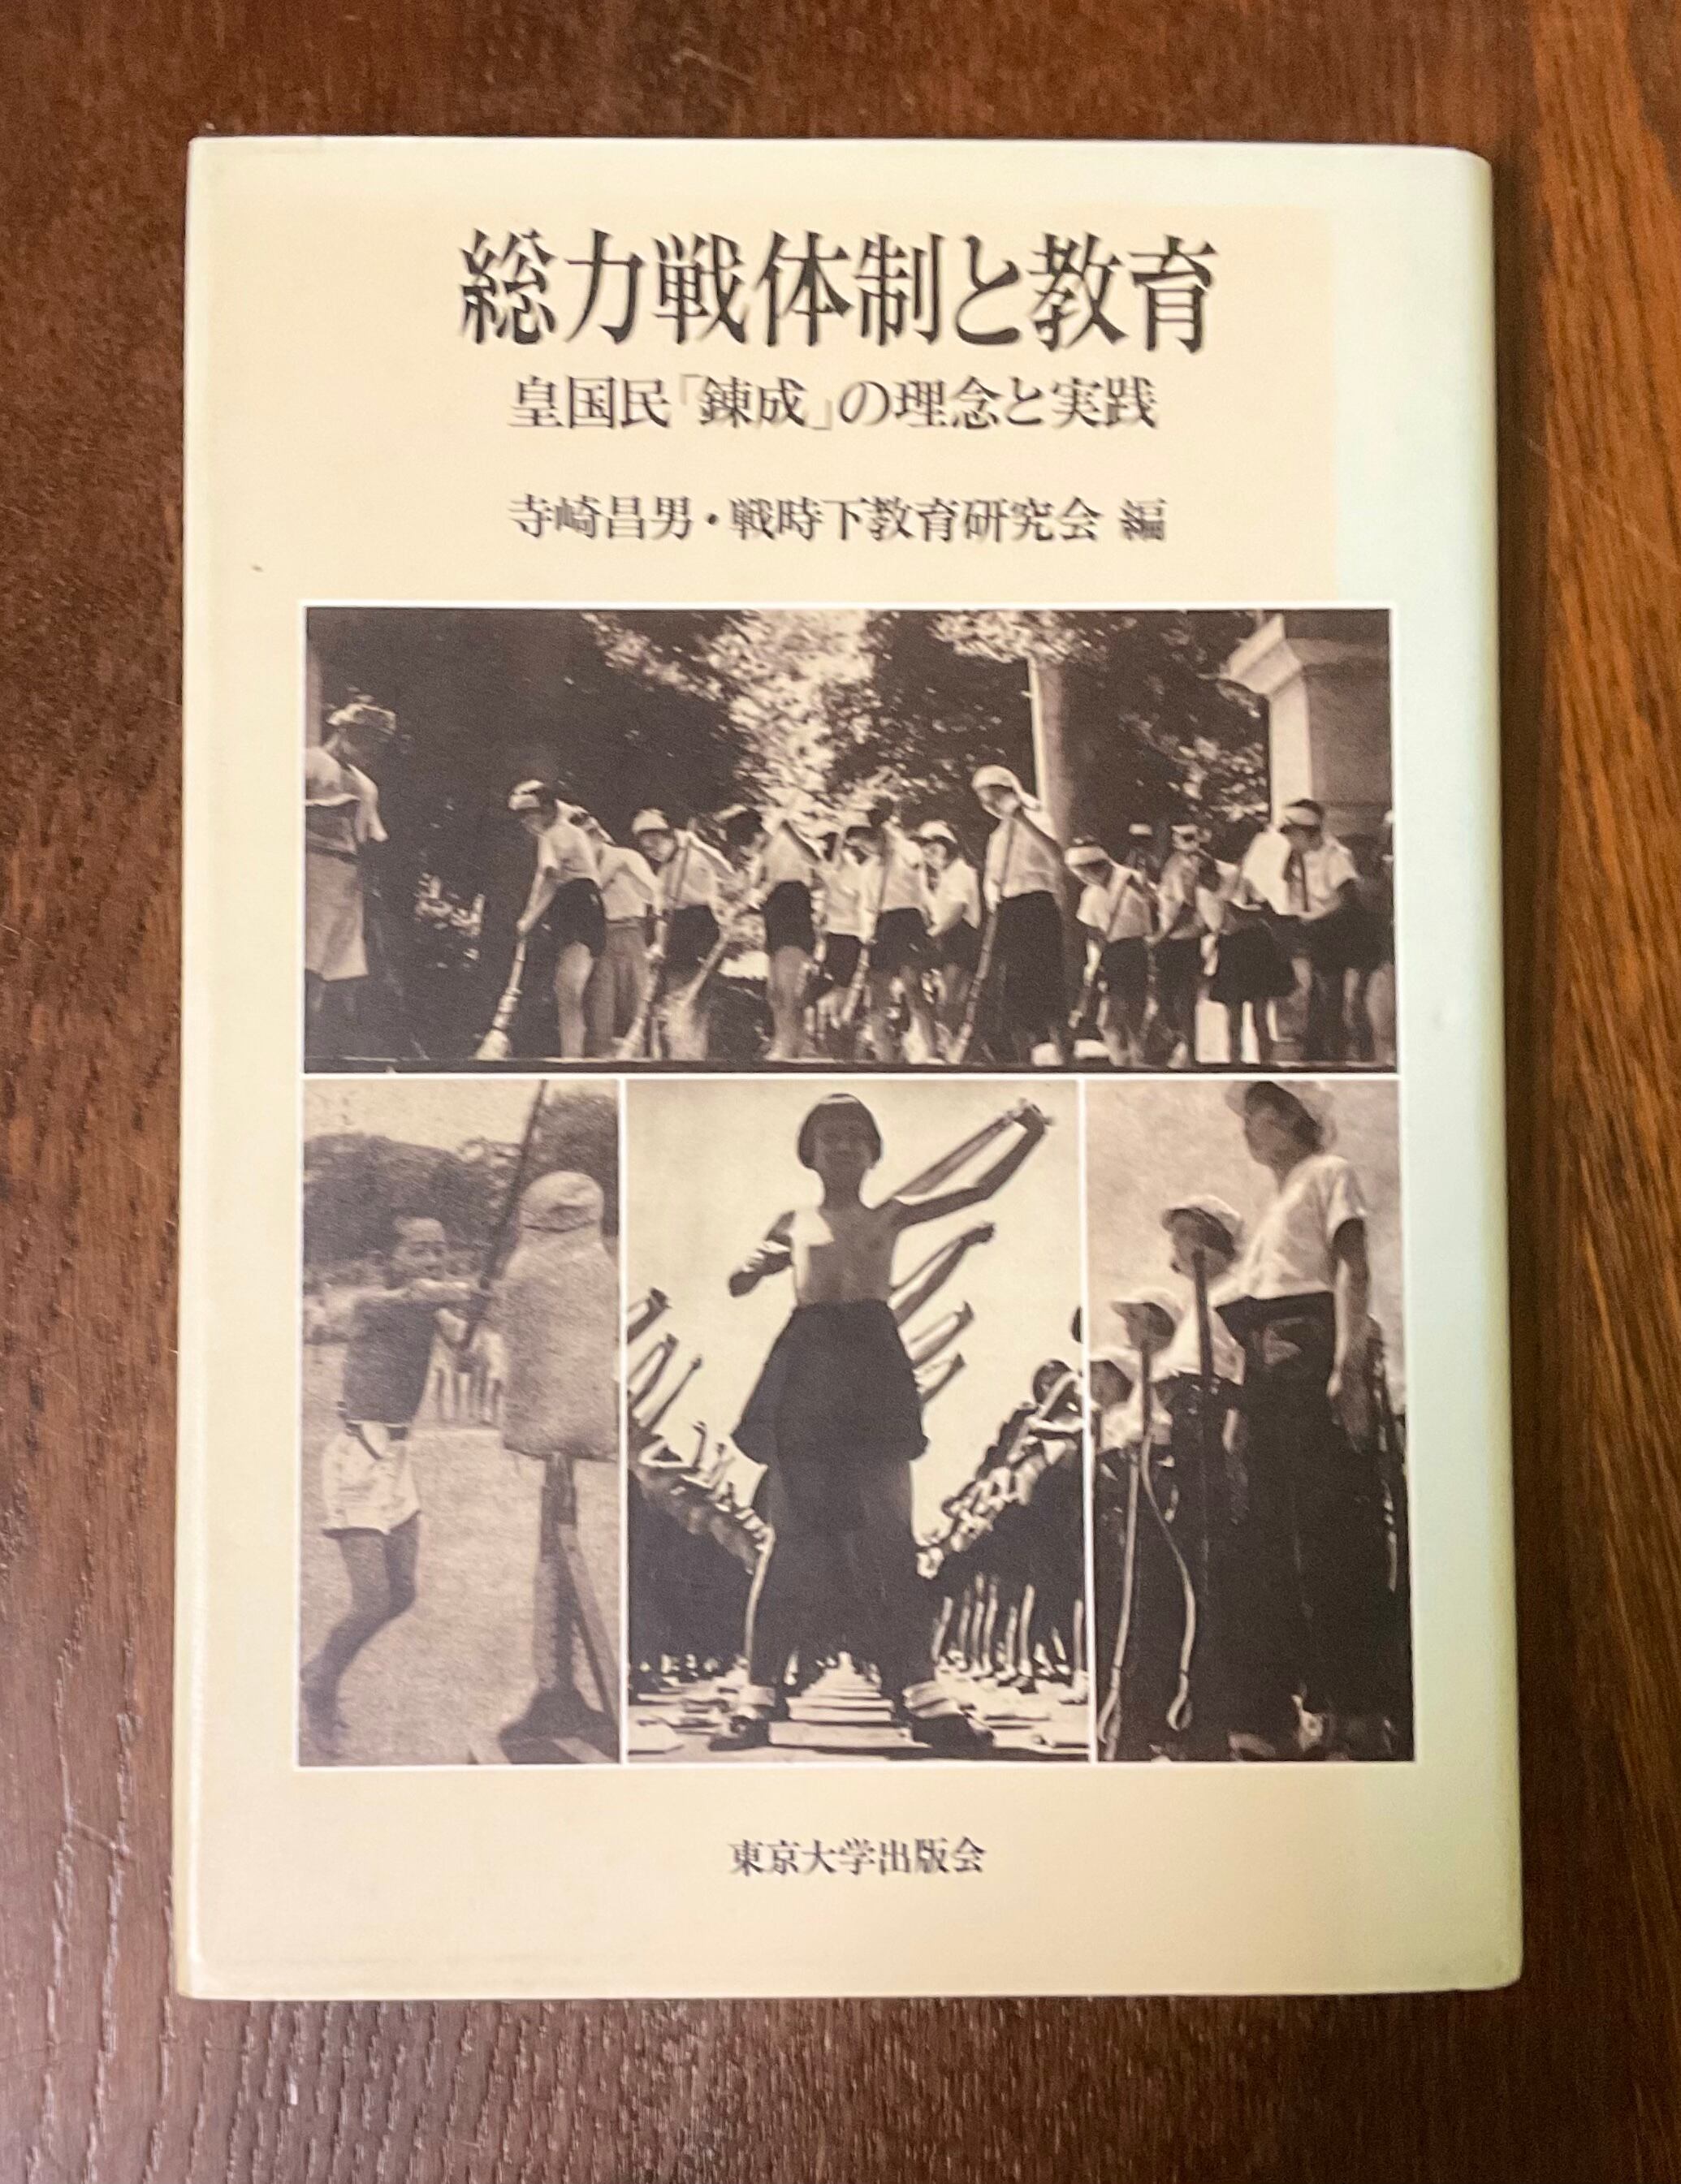 総力戦体制と教育
皇国民「錬成」の理念と実践
寺﨑昌男・戦時下教育研究会 編
東京大学出版会